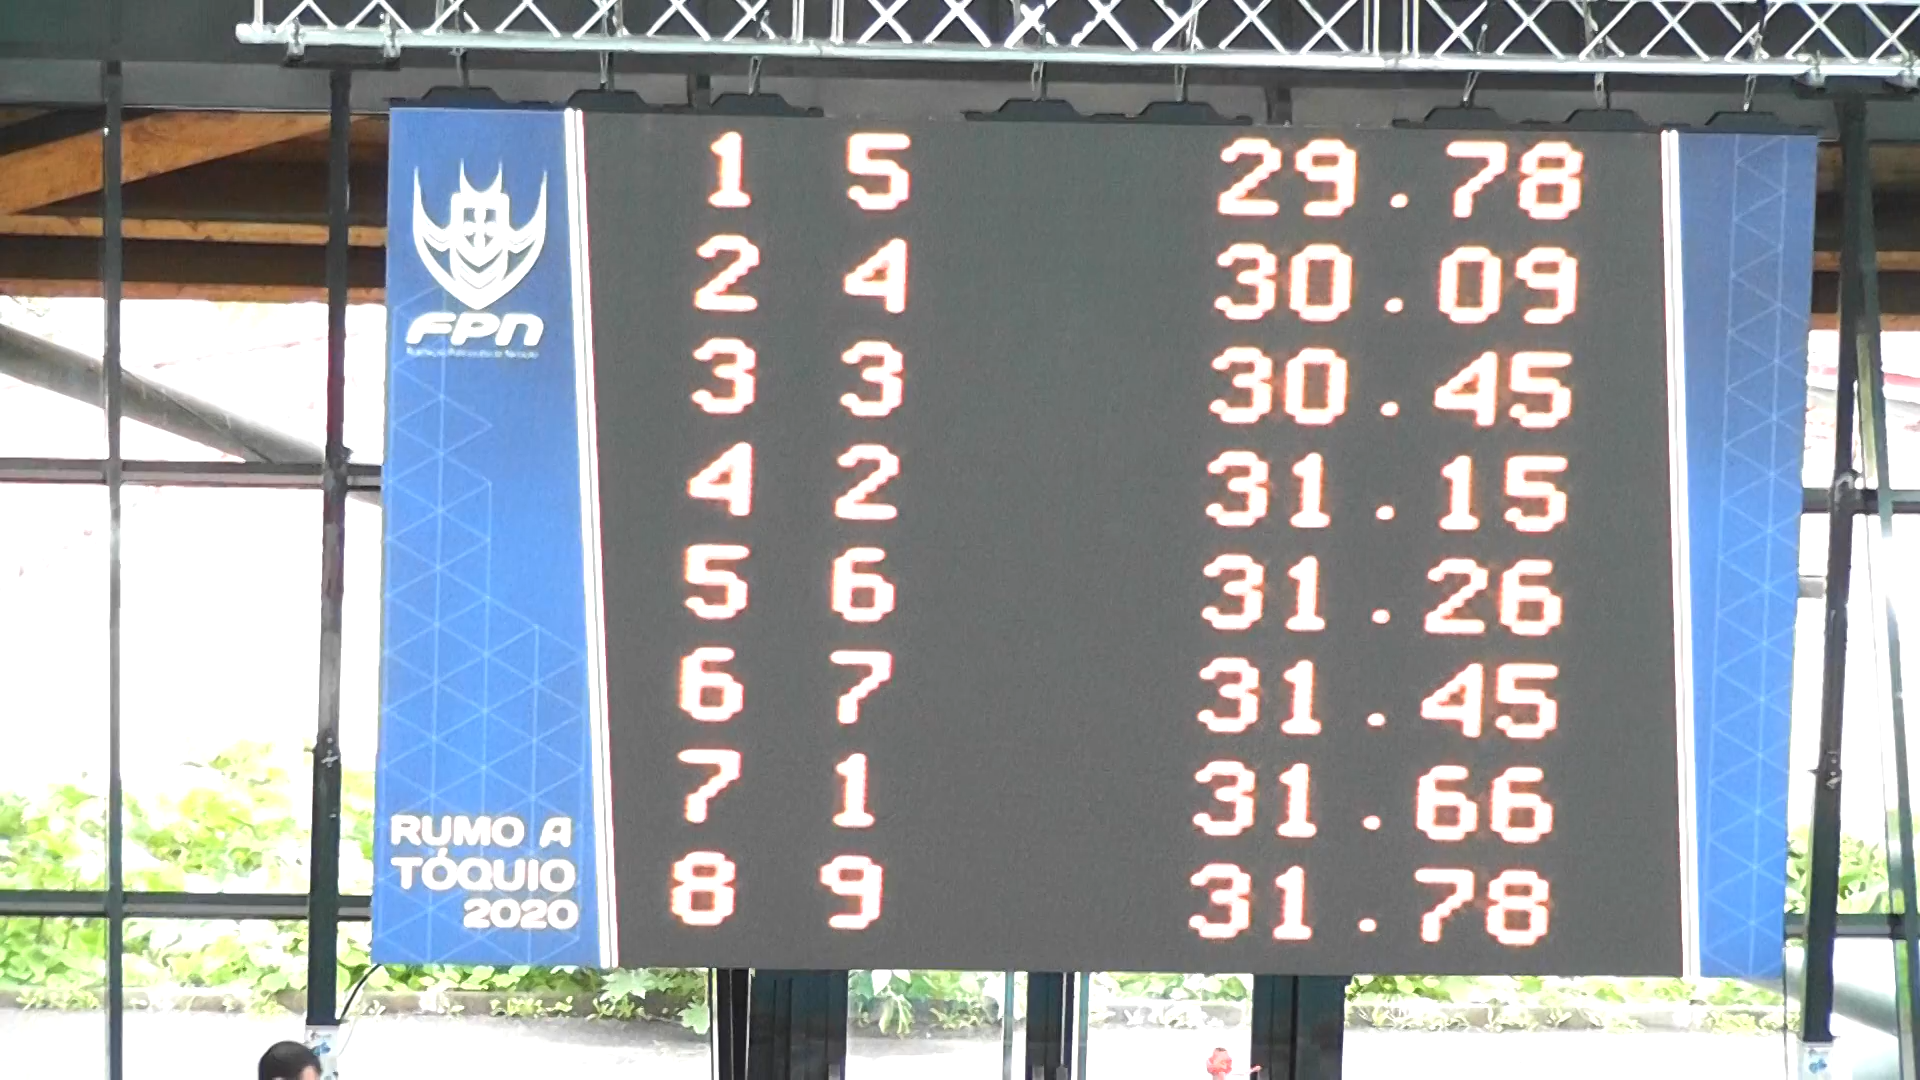 FPN
RUMO A
TÓQUIO
2020
1 5 29.78
2 4 30.09
3 3 30.45
4 2 31.15
5 6 31.26
6 7 31.45
7 1 31.66
8 9 31.78